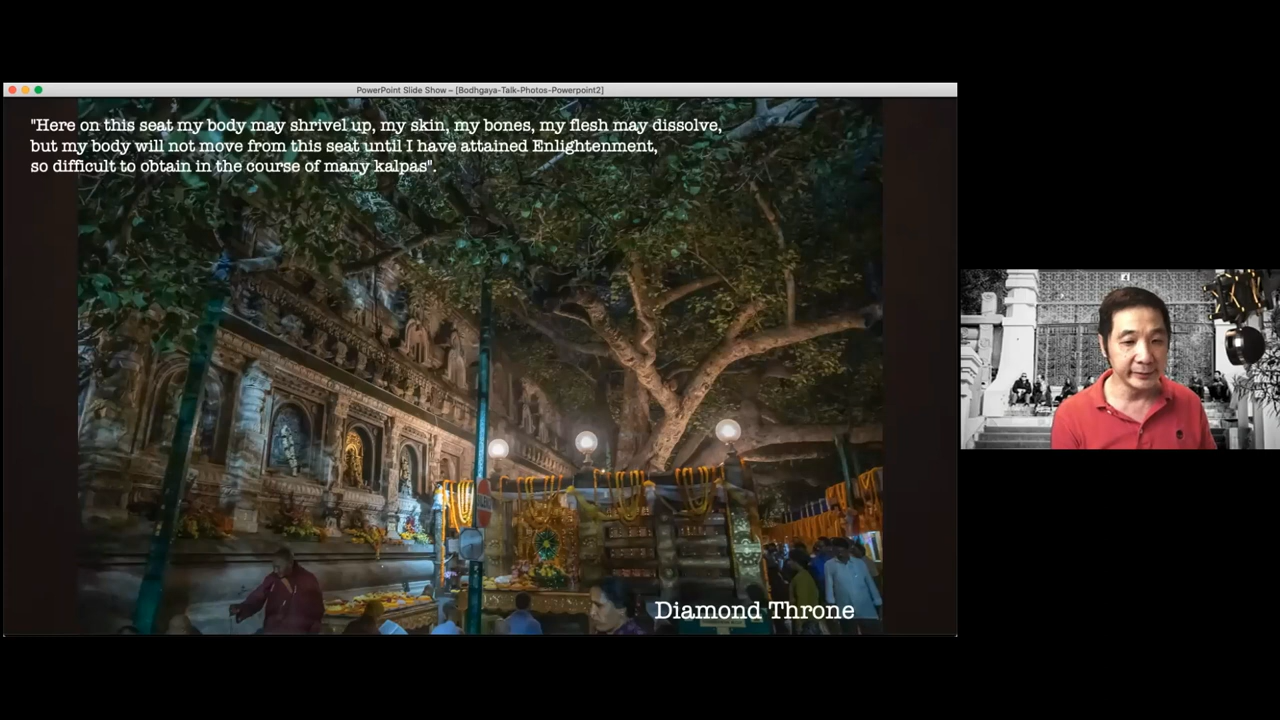 PowerPoint Slide Show – [Bodhgaya-Talk-Photos-Powerpoint2]
"Here on this seat my body may shrivel up, my skin, my bones, my flesh may dissolve,
but my body will not move from this seat until I have attained Enlightenment,
so difficult to obtain in the course of many kalpas".
Diamond Throne